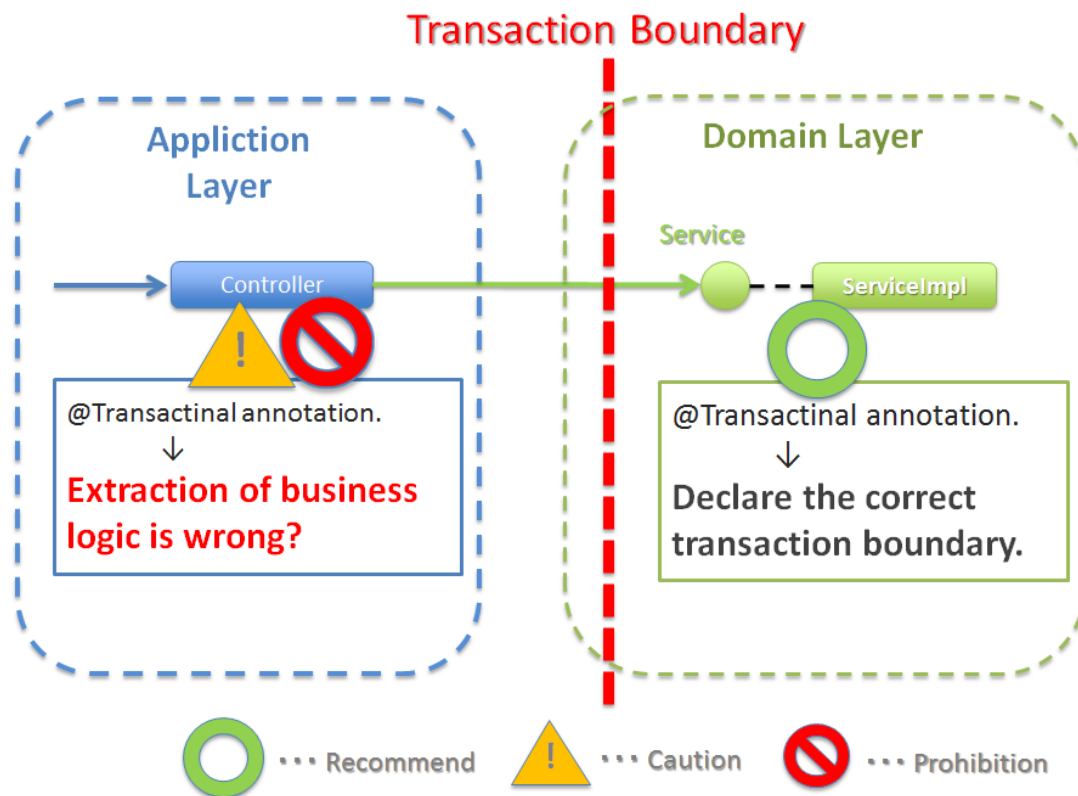 Transaction Boundary
Appliction
Layer
Domain Layer
Service
Controller
ServiceImpl
!
@Transactinal annotation.
↓
Extraction of business
logic is wrong?
@Transactinal annotation.
↓
Declare the correct
transaction boundary.
··· Recommend
! ··· Caution
··· Prohibition